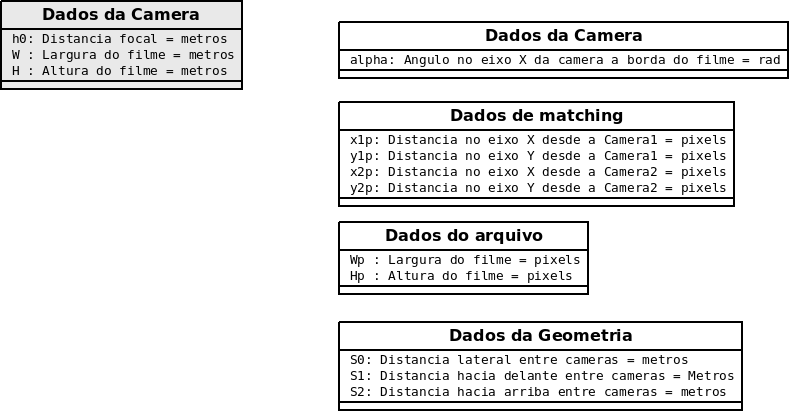 Dados da Camera
h0: Distancia focal = metros
W : Largura do filme = metros
H : Altura do filme = metros
Dados da Camera
alpha: Angulo no eixo X da camera a borda do filme = rad
Dados de matching
x1p: Distancia no eixo X desde a Camera1 = pixels
y1p: Distancia no eixo Y desde a Camera1 = pixels
x2p: Distancia no eixo X desde a Camera2 = pixels
y2p: Distancia no eixo Y desde a Camera2 = pixels
Dados do arquivo
Wp : Largura do filme = pixels
Hp : Altura do filme = pixels
Dados da Geometria
S0: Distancia lateral entre cameras = metros
S1: Distancia hacia delante entre cameras = Metros
S2: Distancia hacia arriba entre cameras = metros